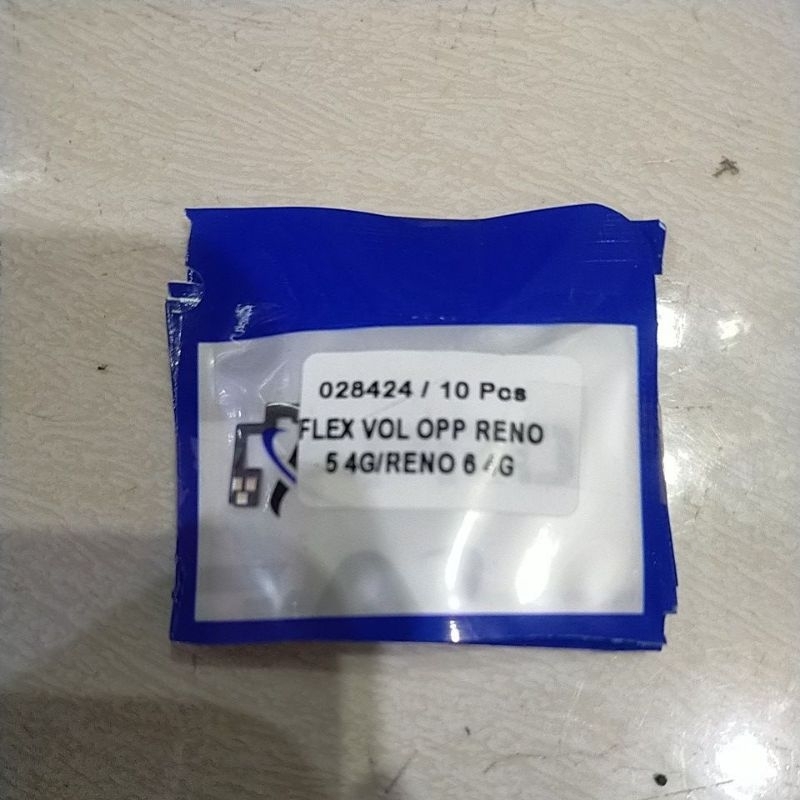 028424 / 10 Pcs
FLEX VOL OPP RENO
5 4G/RENO 6 4G